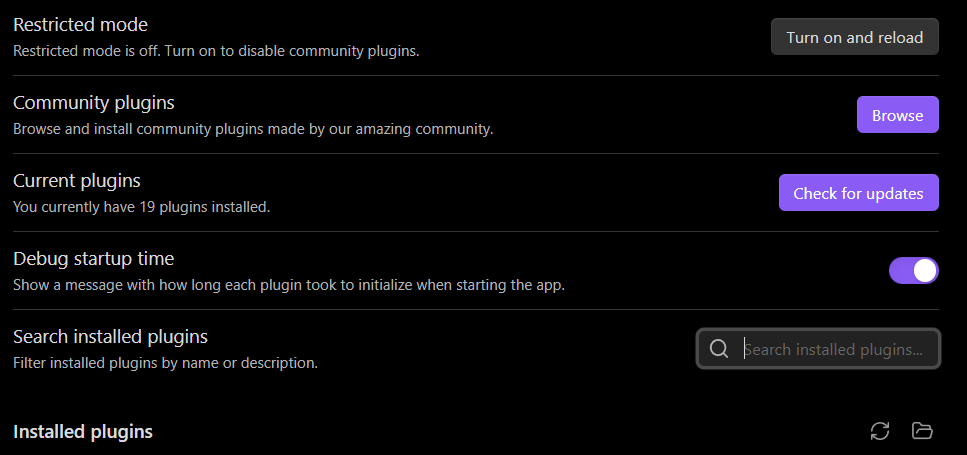 Restricted mode
Restricted mode is off. Turn on to disable community plugins.
Turn on and reload
Community plugins
Browse and install community plugins made by our amazing community.
Browse
Current plugins
You currently have 19 plugins installed.
Check for updates
Debug startup time
Show a message with how long each plugin took to initialize when starting the app.
Search installed plugins
Filter installed plugins by name or description.
Search installed plugins...
Installed plugins